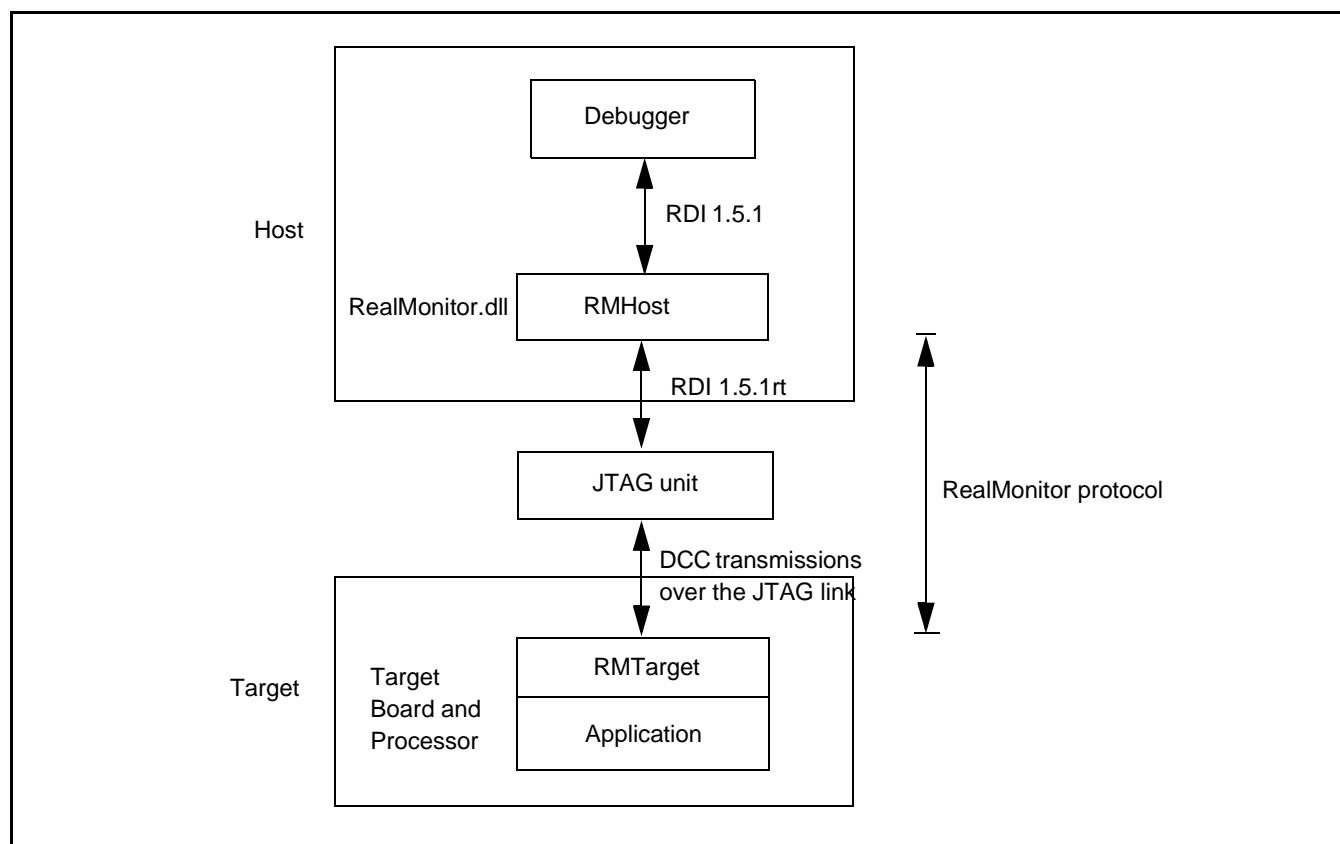 Debugger
RDI 1.5.1
Host
RealMonitor.dll
RMHost
RDI 1.5.1rt
JTAG unit
RealMonitor protocol
DCC transmissions
over the JTAG link
RMTarget
Target
Target
Board and
Processor
Application